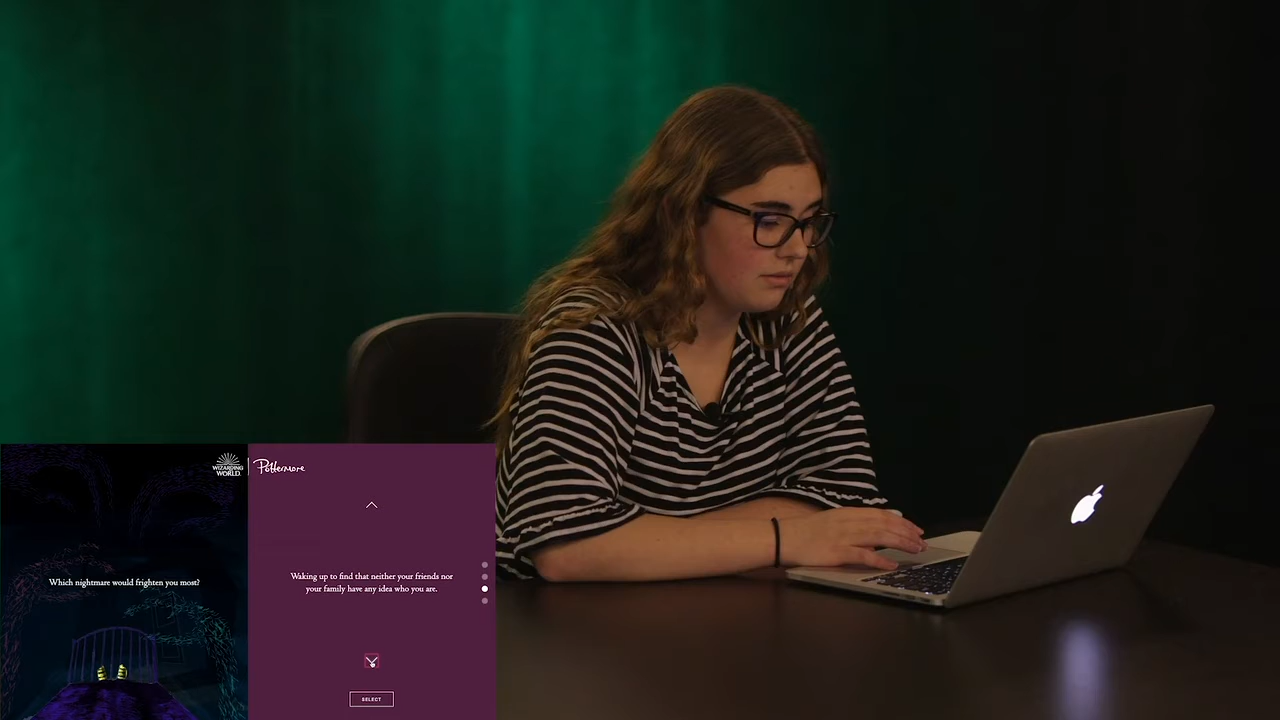 WIZARDING
WORLD
Pottermore
Which nightmare would frighten you most?
Waking up to find that neither your friends nor
your family have any idea who you are.
SELECT